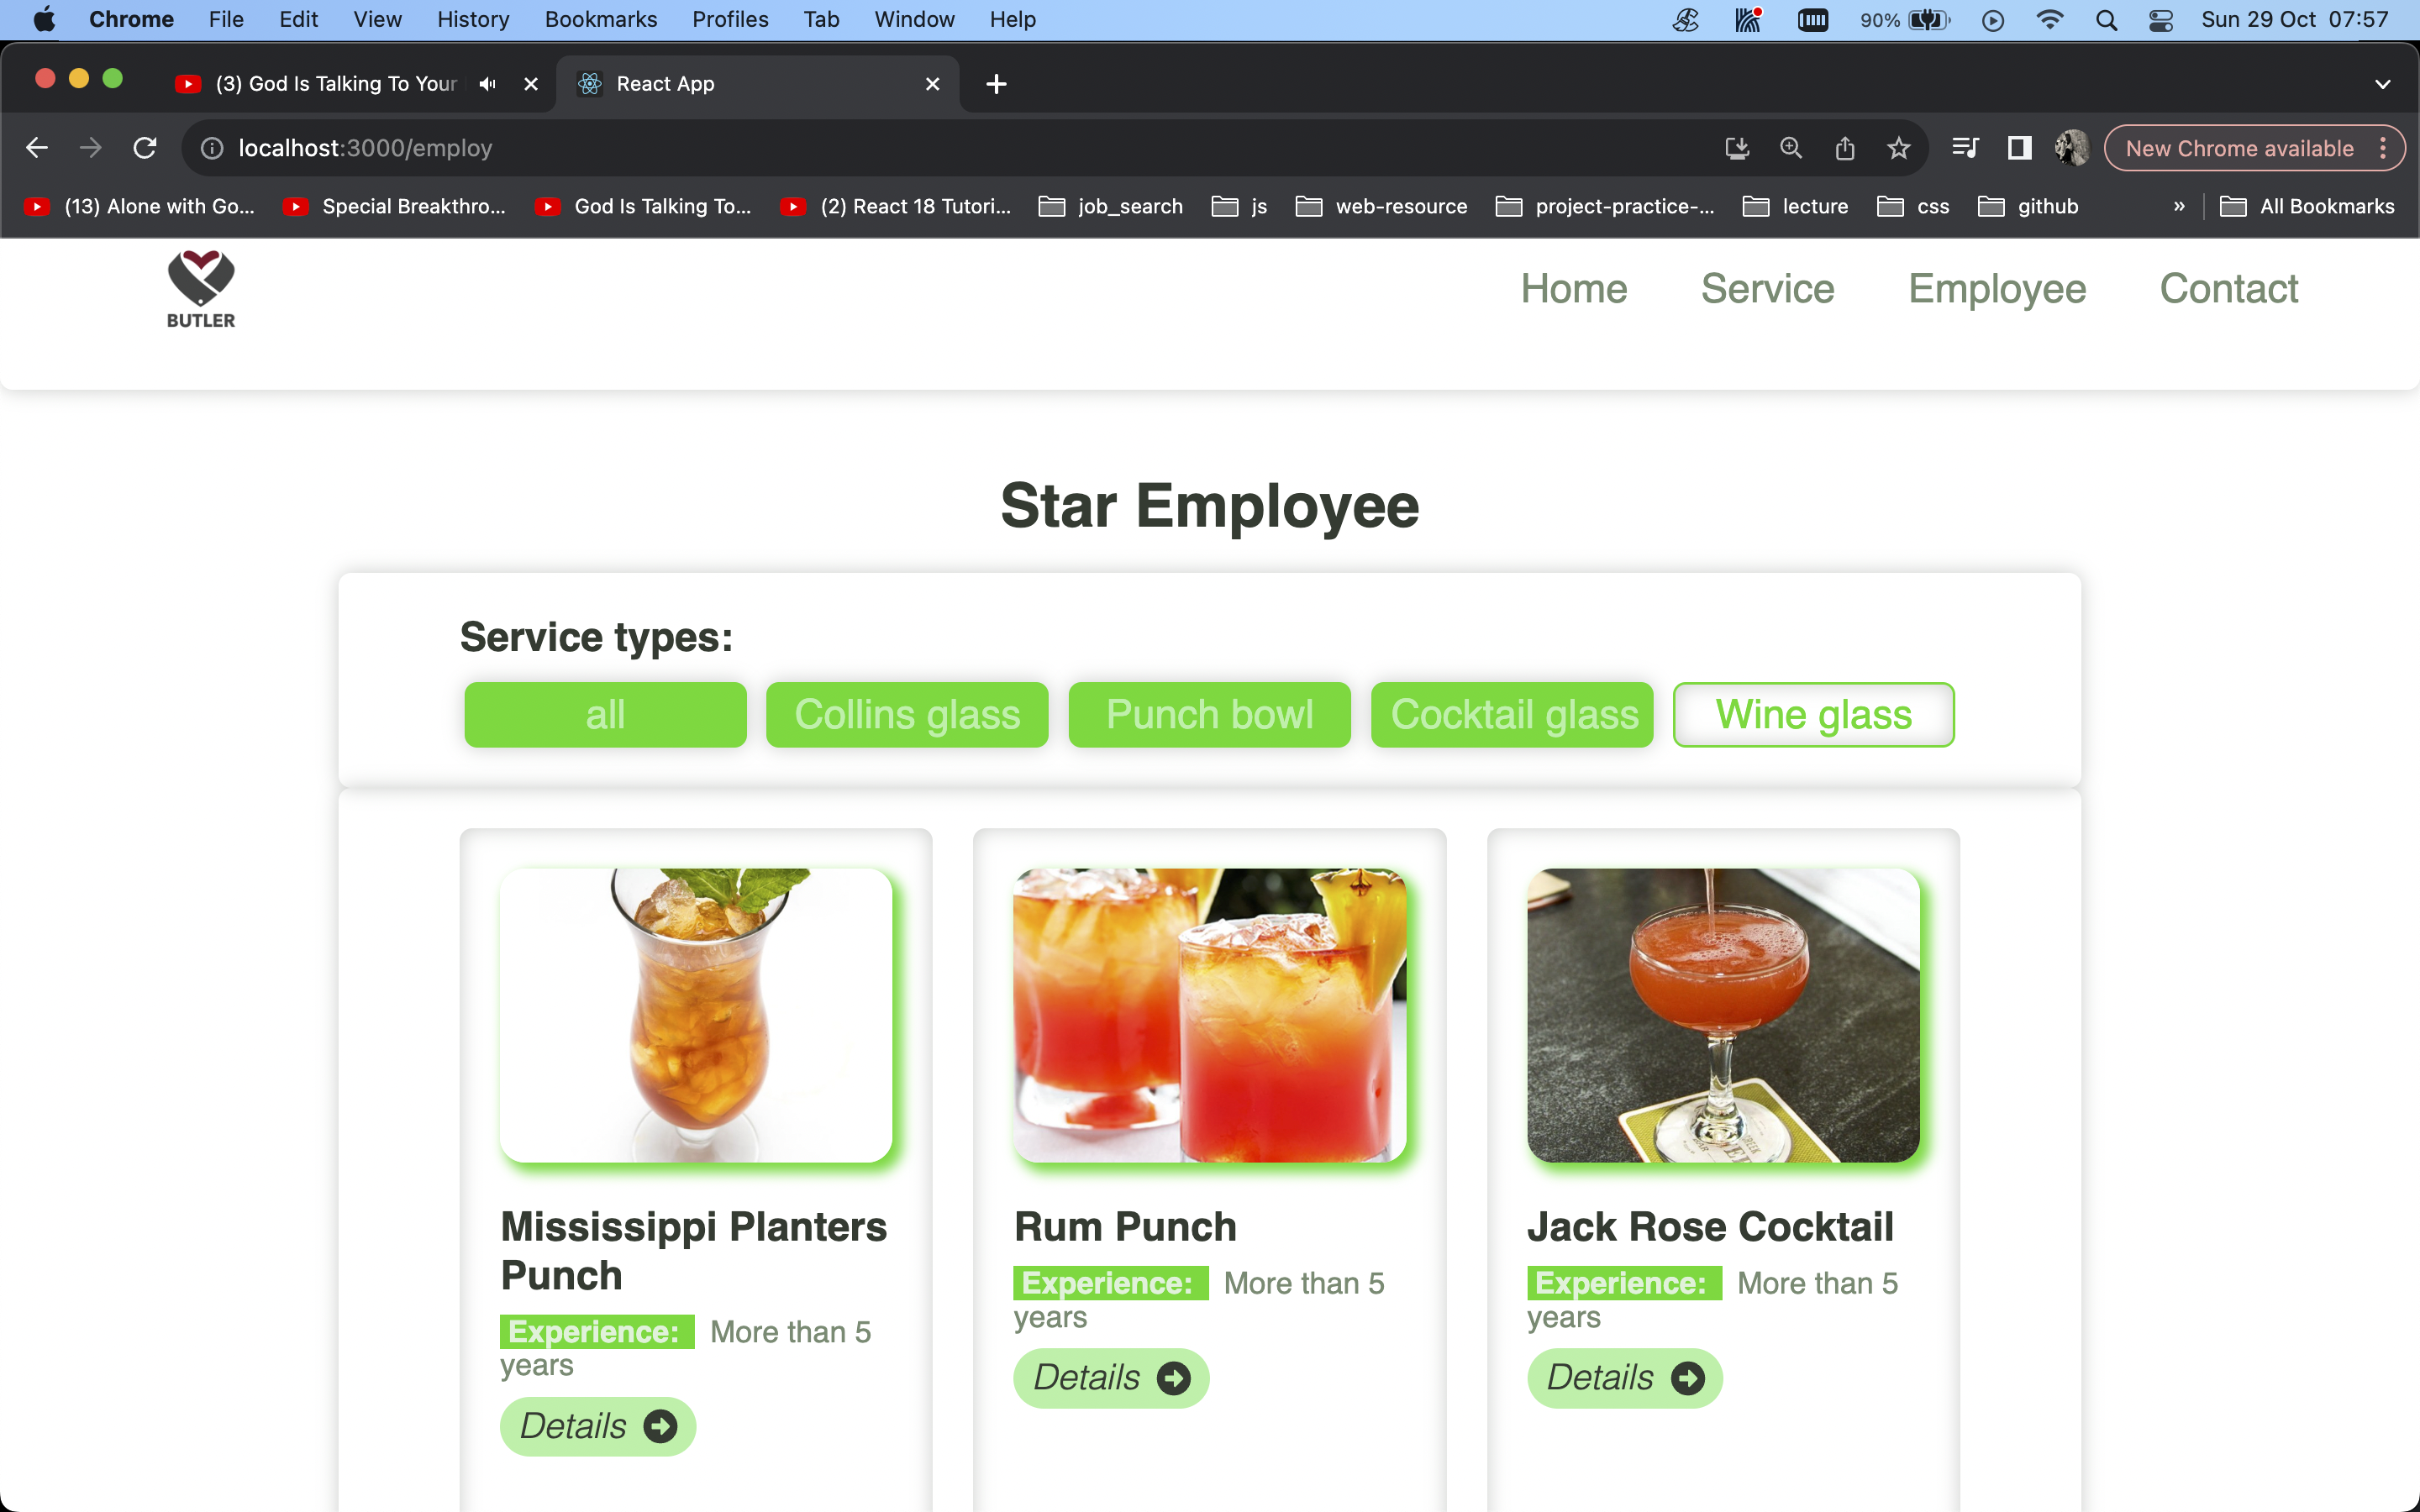 Chrome File Edit View History Bookmarks Profiles Tab Window Help 90% Sun 29 Oct 07:57
(3) God Is Talking To Your React App
localhost:3000/employ New Chrome available
(13) Alone with Go... Special Breakthro... God Is Talking To... (2) React 18 Tutori... job_search js web-resource project-practice-... lecture css github » All Bookmarks
BUTLER
Home Service Employee Contact
Star Employee
Service types:
all Collins glass Punch bowl Cocktail glass Wine glass
Mississippi Planters
Punch
Experience: More than 5
years
Details
Rum Punch
Experience: More than 5
years
Details
Jack Rose Cocktail
Experience: More than 5
years
Details